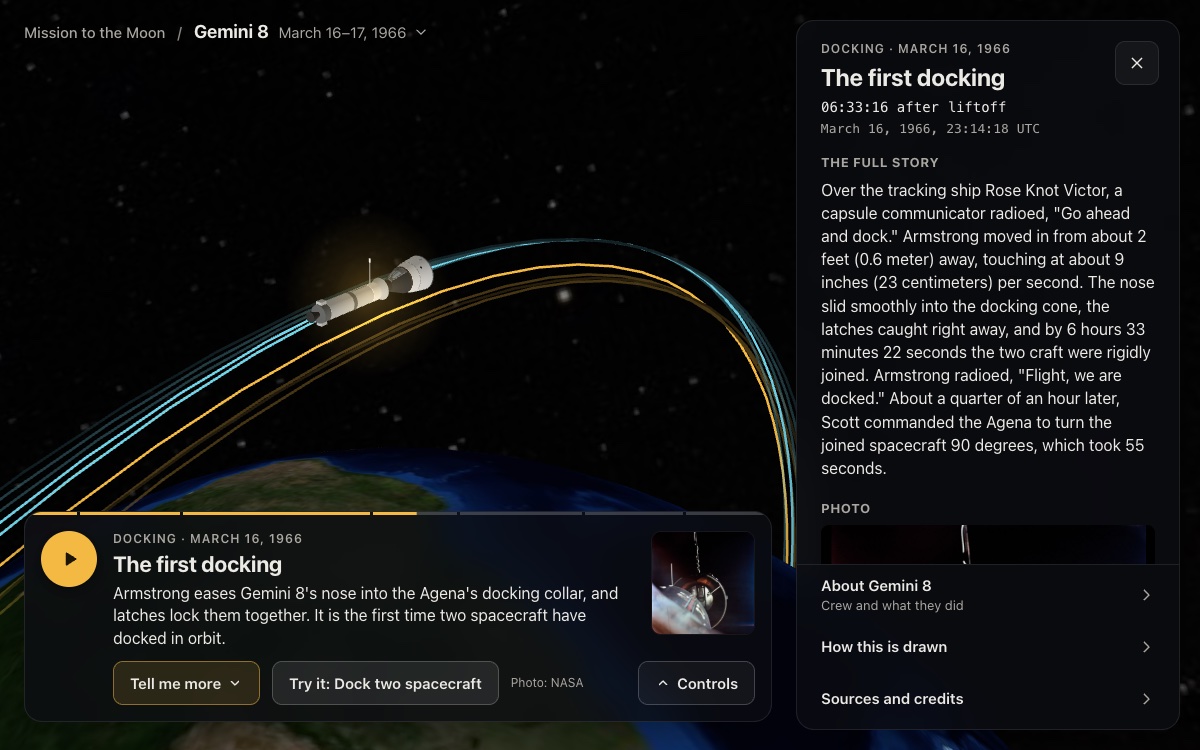 Mission to the Moon / Gemini 8 March 16–17, 1966
DOCKING · MARCH 16, 1966
The first docking
06:33:16 after liftoff
March 16, 1966, 23:14:18 UTC
THE FULL STORY
Over the tracking ship Rose Knot Victor, a
capsule communicator radioed, "Go ahead
and dock." Armstrong moved in from about 2
feet (0.6 meter) away, touching at about 9
inches (23 centimeters) per second. The nose
slid smoothly into the docking cone, the
latches caught right away, and by 6 hours 33
minutes 22 seconds the two craft were rigidly
joined. Armstrong radioed, "Flight, we are
docked." About a quarter of an hour later,
Scott commanded the Agena to turn the
joined spacecraft 90 degrees, which took 55
seconds.
PHOTO
About Gemini 8
Crew and what they did
How this is drawn
Sources and credits
DOCKING · MARCH 16, 1966
The first docking
Armstrong eases Gemini 8's nose into the Agena's docking collar, and
latches lock them together. It is the first time two spacecraft have
docked in orbit.
Tell me more
Try it: Dock two spacecraft
Photo: NASA
Controls